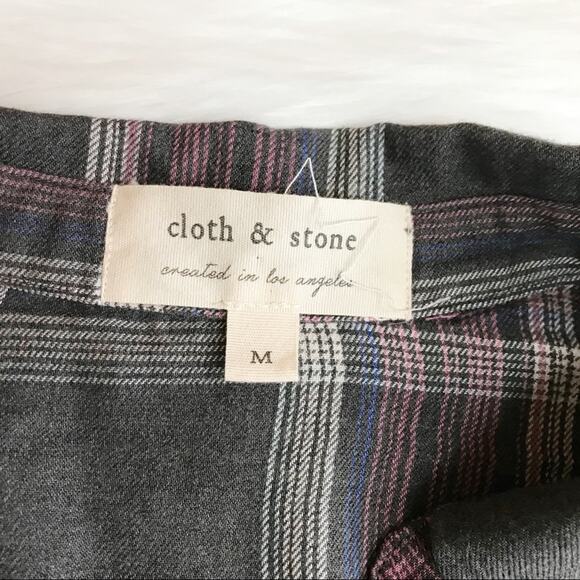 cloth & stone
created in los angeles
M